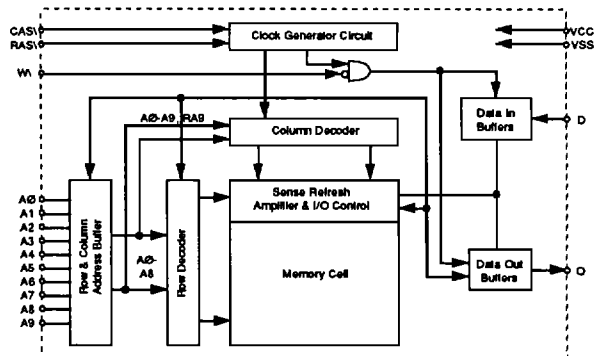 CAS\
RAS\
W\
Clock Generator Circuit
VCC
VSS
AØ-A9, RA9
Column Decoder
Data In
Buffers
D
Sense Refresh
Amplifier & I/O Control
Memory Cell
AØ
A1
A2
A3
A4
A5
A6
A7
A8
A9
Row & Column
Address Buffer
AØ-
A8
Row Decoder
Data Out
Buffers
Q